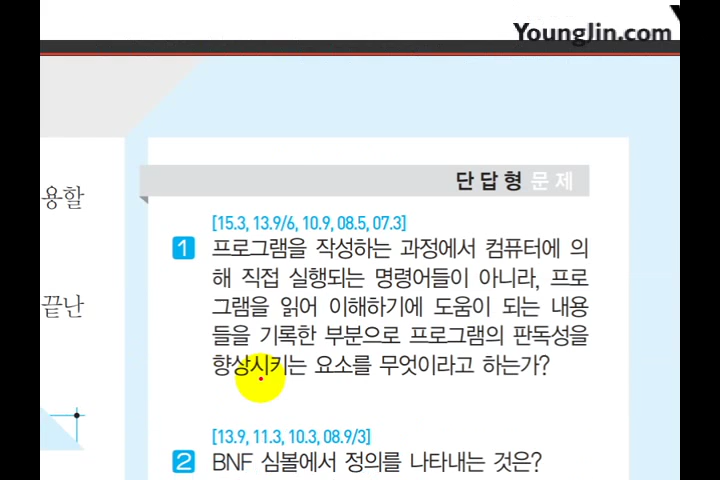 YoungJin.com
용할
끝난
단답형 문제
[15.3, 13.9/6, 10.9, 08.5, 07.3]
1 프로그램을 작성하는 과정에서 컴퓨터에 의
해 직접 실행되는 명령어들이 아니라, 프로
그램을 읽어 이해하기에 도움이 되는 내용
들을 기록한 부분으로 프로그램의 판독성을
향상시키는 요소를 무엇이라고 하는가?
[13.9, 11.3, 10.3, 08.9/3]
2 BNF 심볼에서 정의를 나타내는 것은?